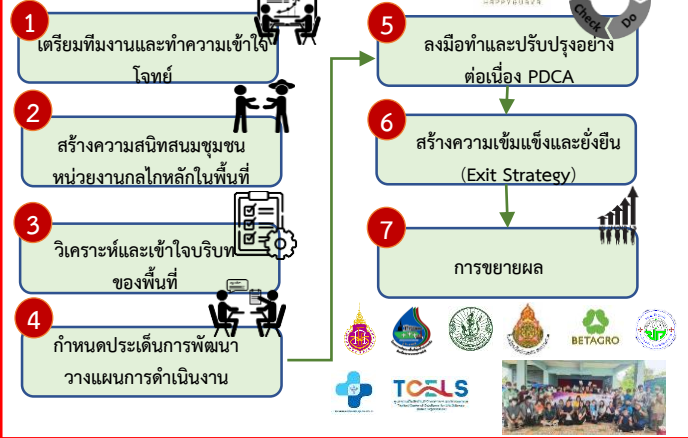 1
เตรียมทีมงานและทำความเข้าใจ
โจทย์
2
สร้างความสนิทสนมชุมชน
หน่วยงานกลไกหลักในพื้นที่
3
วิเคราะห์และเข้าใจบริบท
ของพื้นที่
4
กำหนดประเด็นการพัฒนา
วางแผนการดำเนินงาน
Check
Do
5
ลงมือทำและปรับปรุงอย่าง
ต่อเนื่อง PDCA
6
สร้างความเข้มแข็งและยั่งยืน
(Exit Strategy)
7
การขยายผล
BETAGRO
TCELS